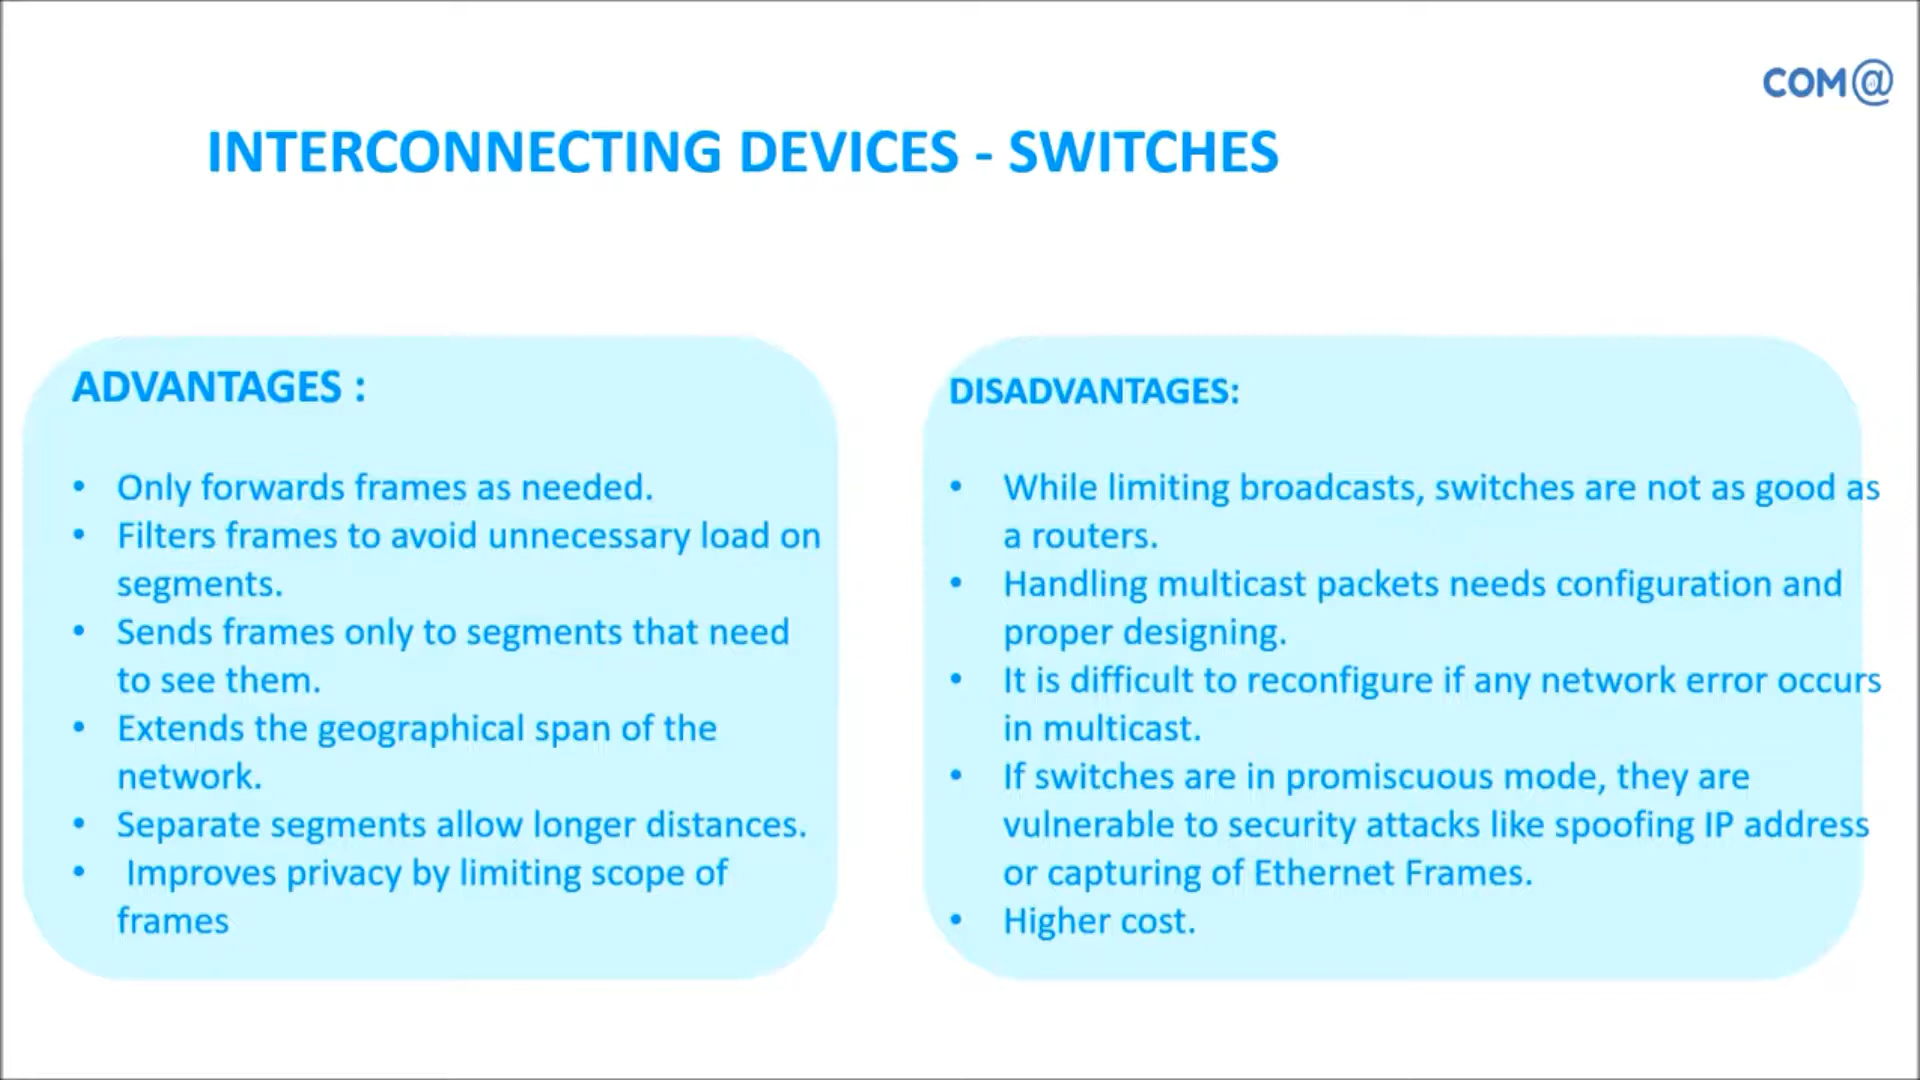 COM@
INTERCONNECTING DEVICES - SWITCHES
ADVANTAGES :
• Only forwards frames as needed.
• Filters frames to avoid unnecessary load on
segments.
• Sends frames only to segments that need
to see them.
• Extends the geographical span of the
network.
• Separate segments allow longer distances.
• Improves privacy by limiting scope of
frames
DISADVANTAGES:
• While limiting broadcasts, switches are not as good as
a routers.
• Handling multicast packets needs configuration and
proper designing.
• It is difficult to reconfigure if any network error occurs
in multicast.
• If switches are in promiscuous mode, they are
vulnerable to security attacks like spoofing IP address
or capturing of Ethernet Frames.
• Higher cost.